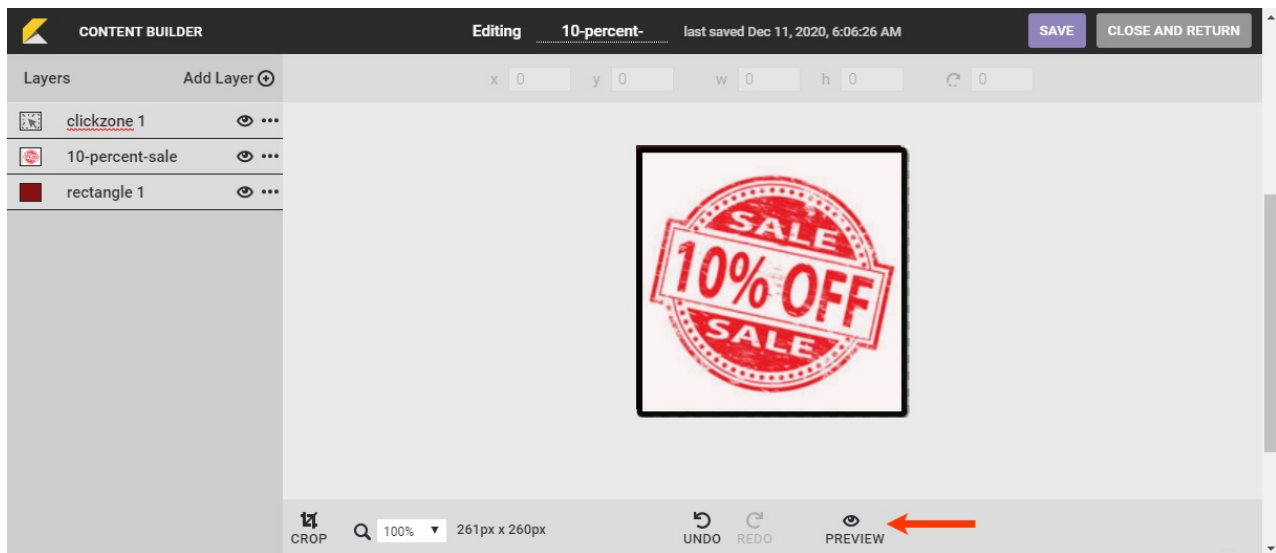 CONTENT BUILDER Editing 10-percent- last saved Dec 11, 2020, 6:06:26 AM SAVE CLOSE AND RETURN
Layers Add Layer x 0 y 0 w 0 h 0 0
clickzone 1
10-percent-sale
rectangle 1
SALE
10% OFF
SALE
CROP 100% 261px x 260px UNDO REDO PREVIEW